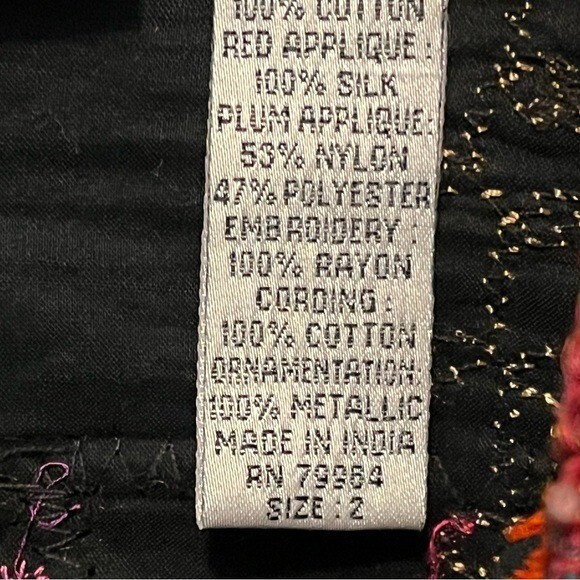 100% COTTON
RED APPLIQUE :
100% SILK
PLUM APPLIQUE:
53% NYLON
47% POLYESTER
EMBROIDERY :
100% RAYON
CORDING :
100% COTTON
ORNAMENTATION:
100% METALLIC
MADE IN INDIA
RN 79964
SIZE : 2